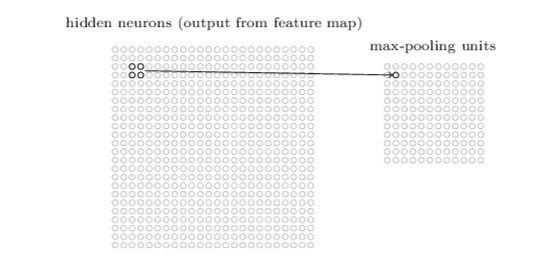 hidden neurons (output from feature map)
max-pooling units